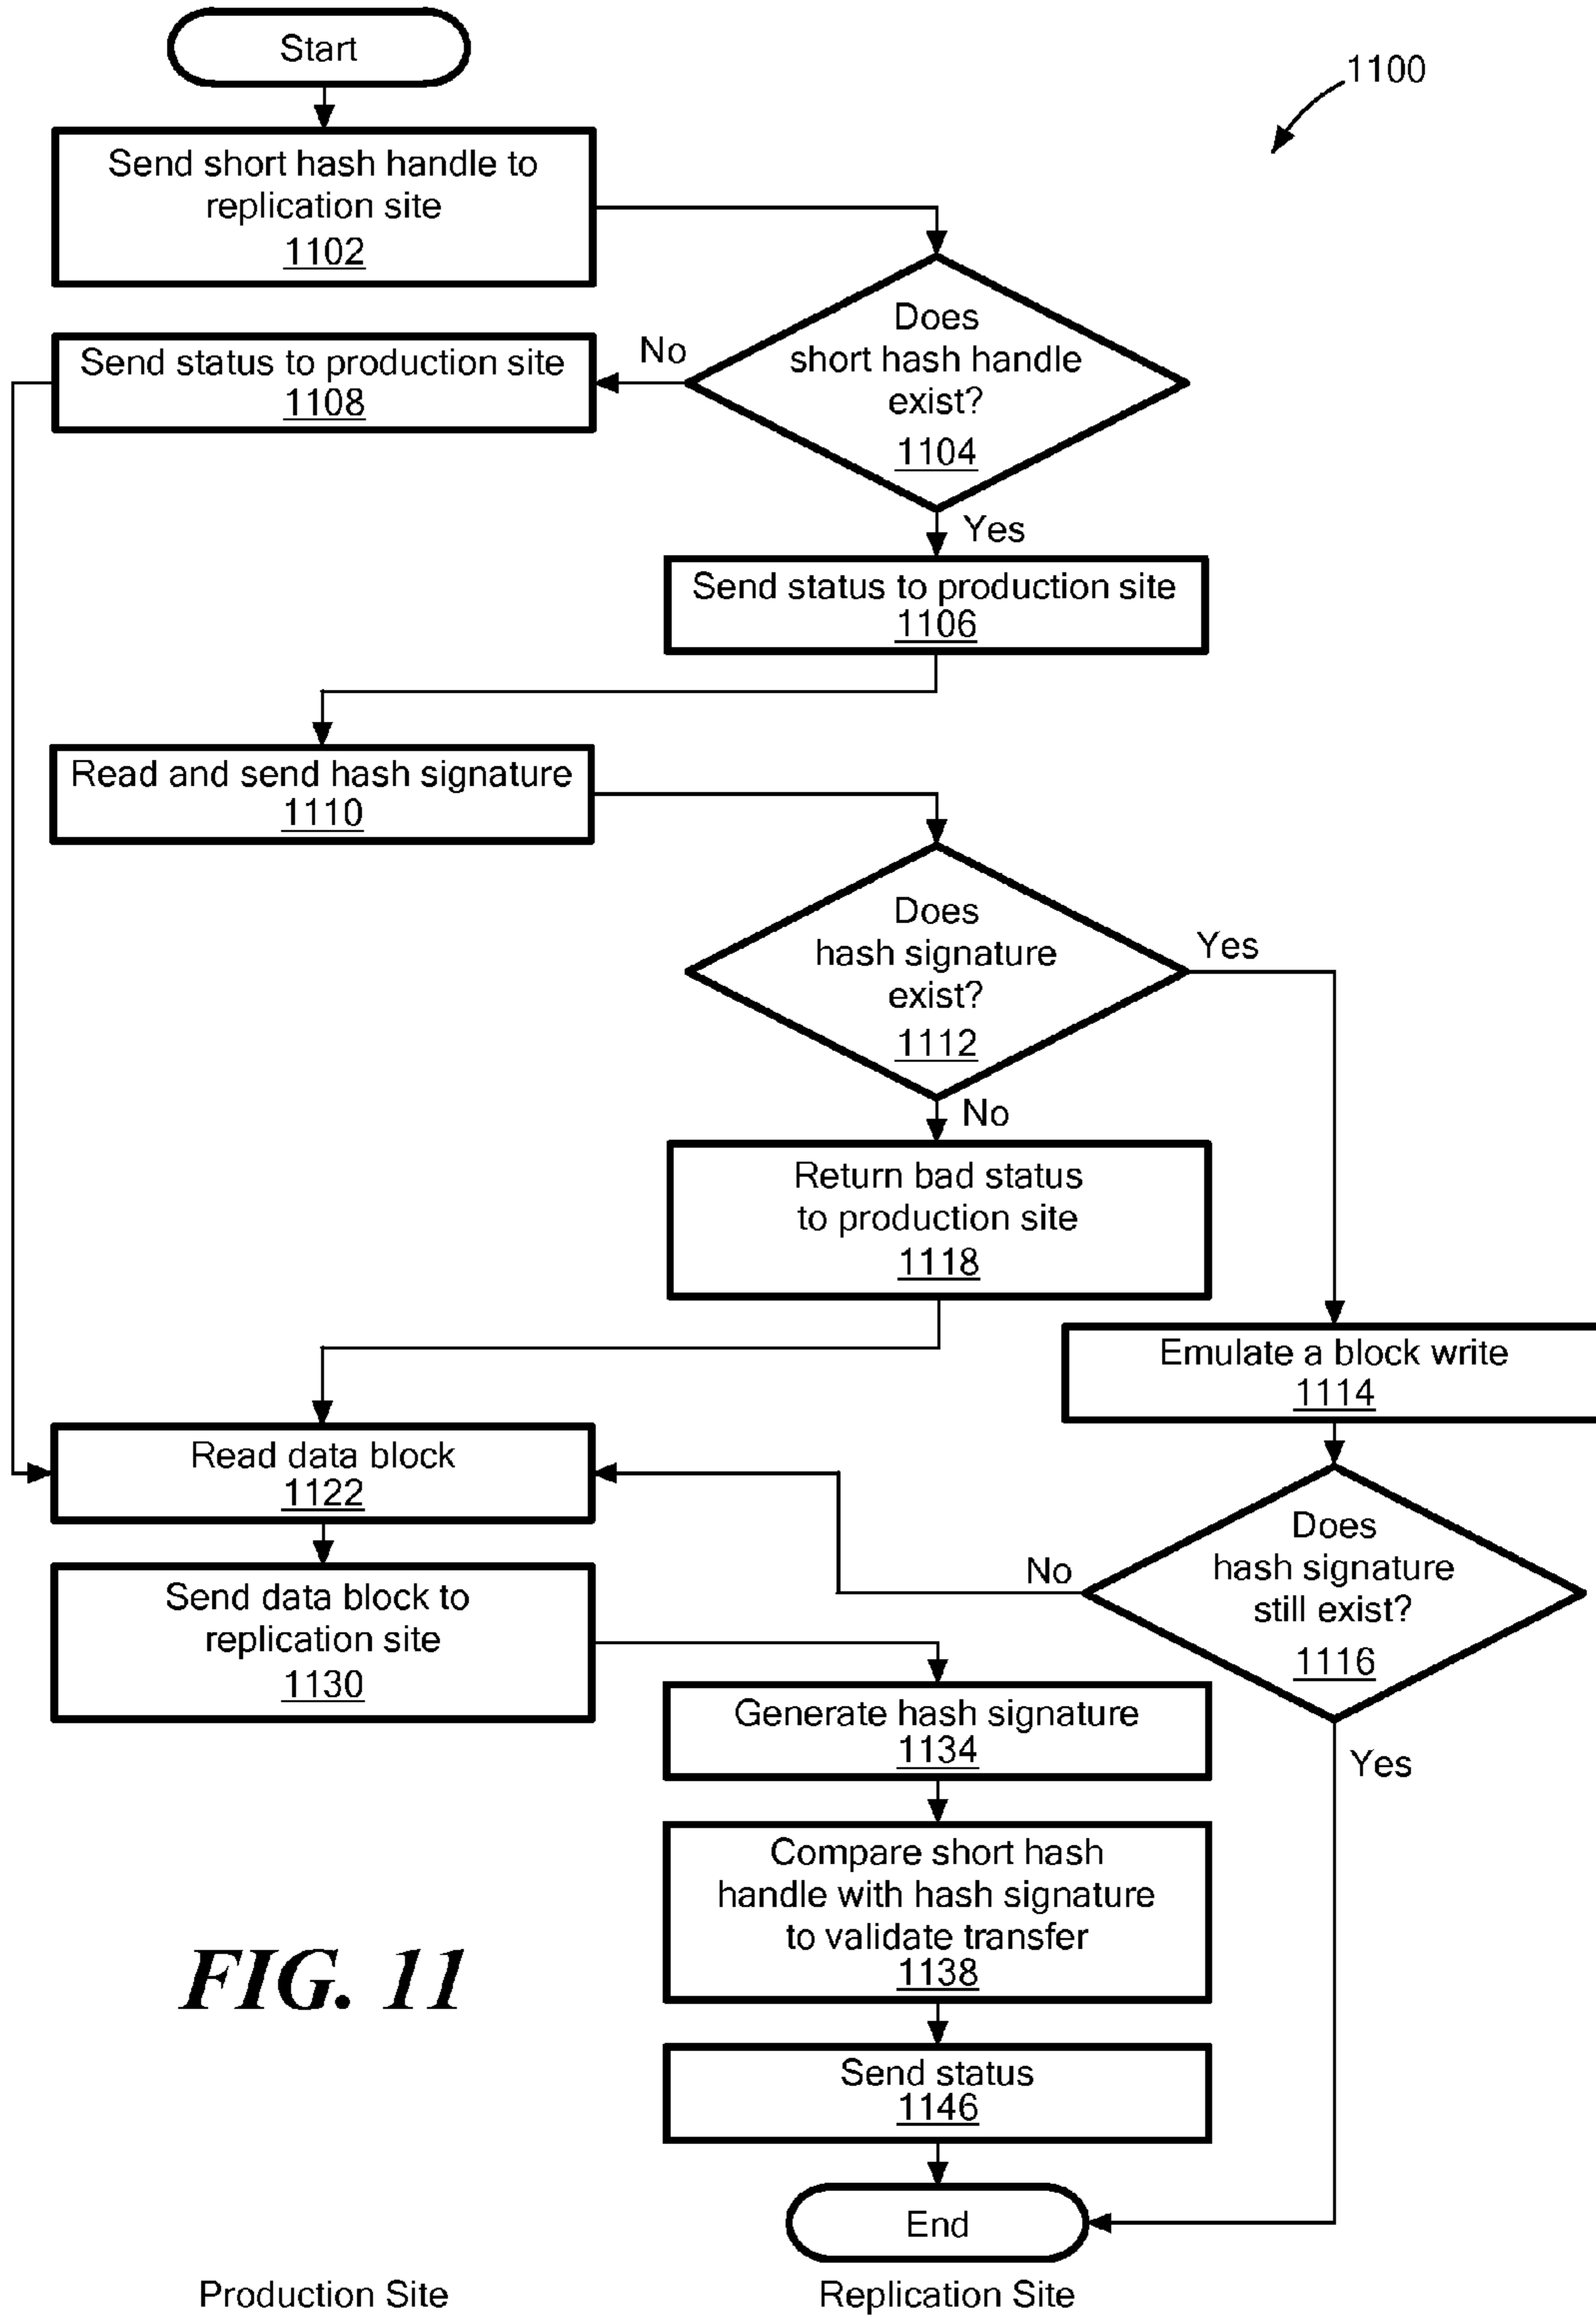 Start
1100
Send short hash handle to
replication site
1102
Does
short hash handle
exist?
1104
No
Send status to production site
1108
Yes
Send status to production site
1106
Read and send hash signature
1110
Does
hash signature
exist?
1112
Yes
No
Return bad status
to production site
1118
Emulate a block write
1114
Read data block
1122
Does
hash signature
still exist?
1116
No
Send data block to
replication site
1130
Yes
Generate hash signature
1134
Compare short hash
handle with hash signature
to validate transfer
1138
FIG. 11
Send status
1146
End
Production Site
Replication Site